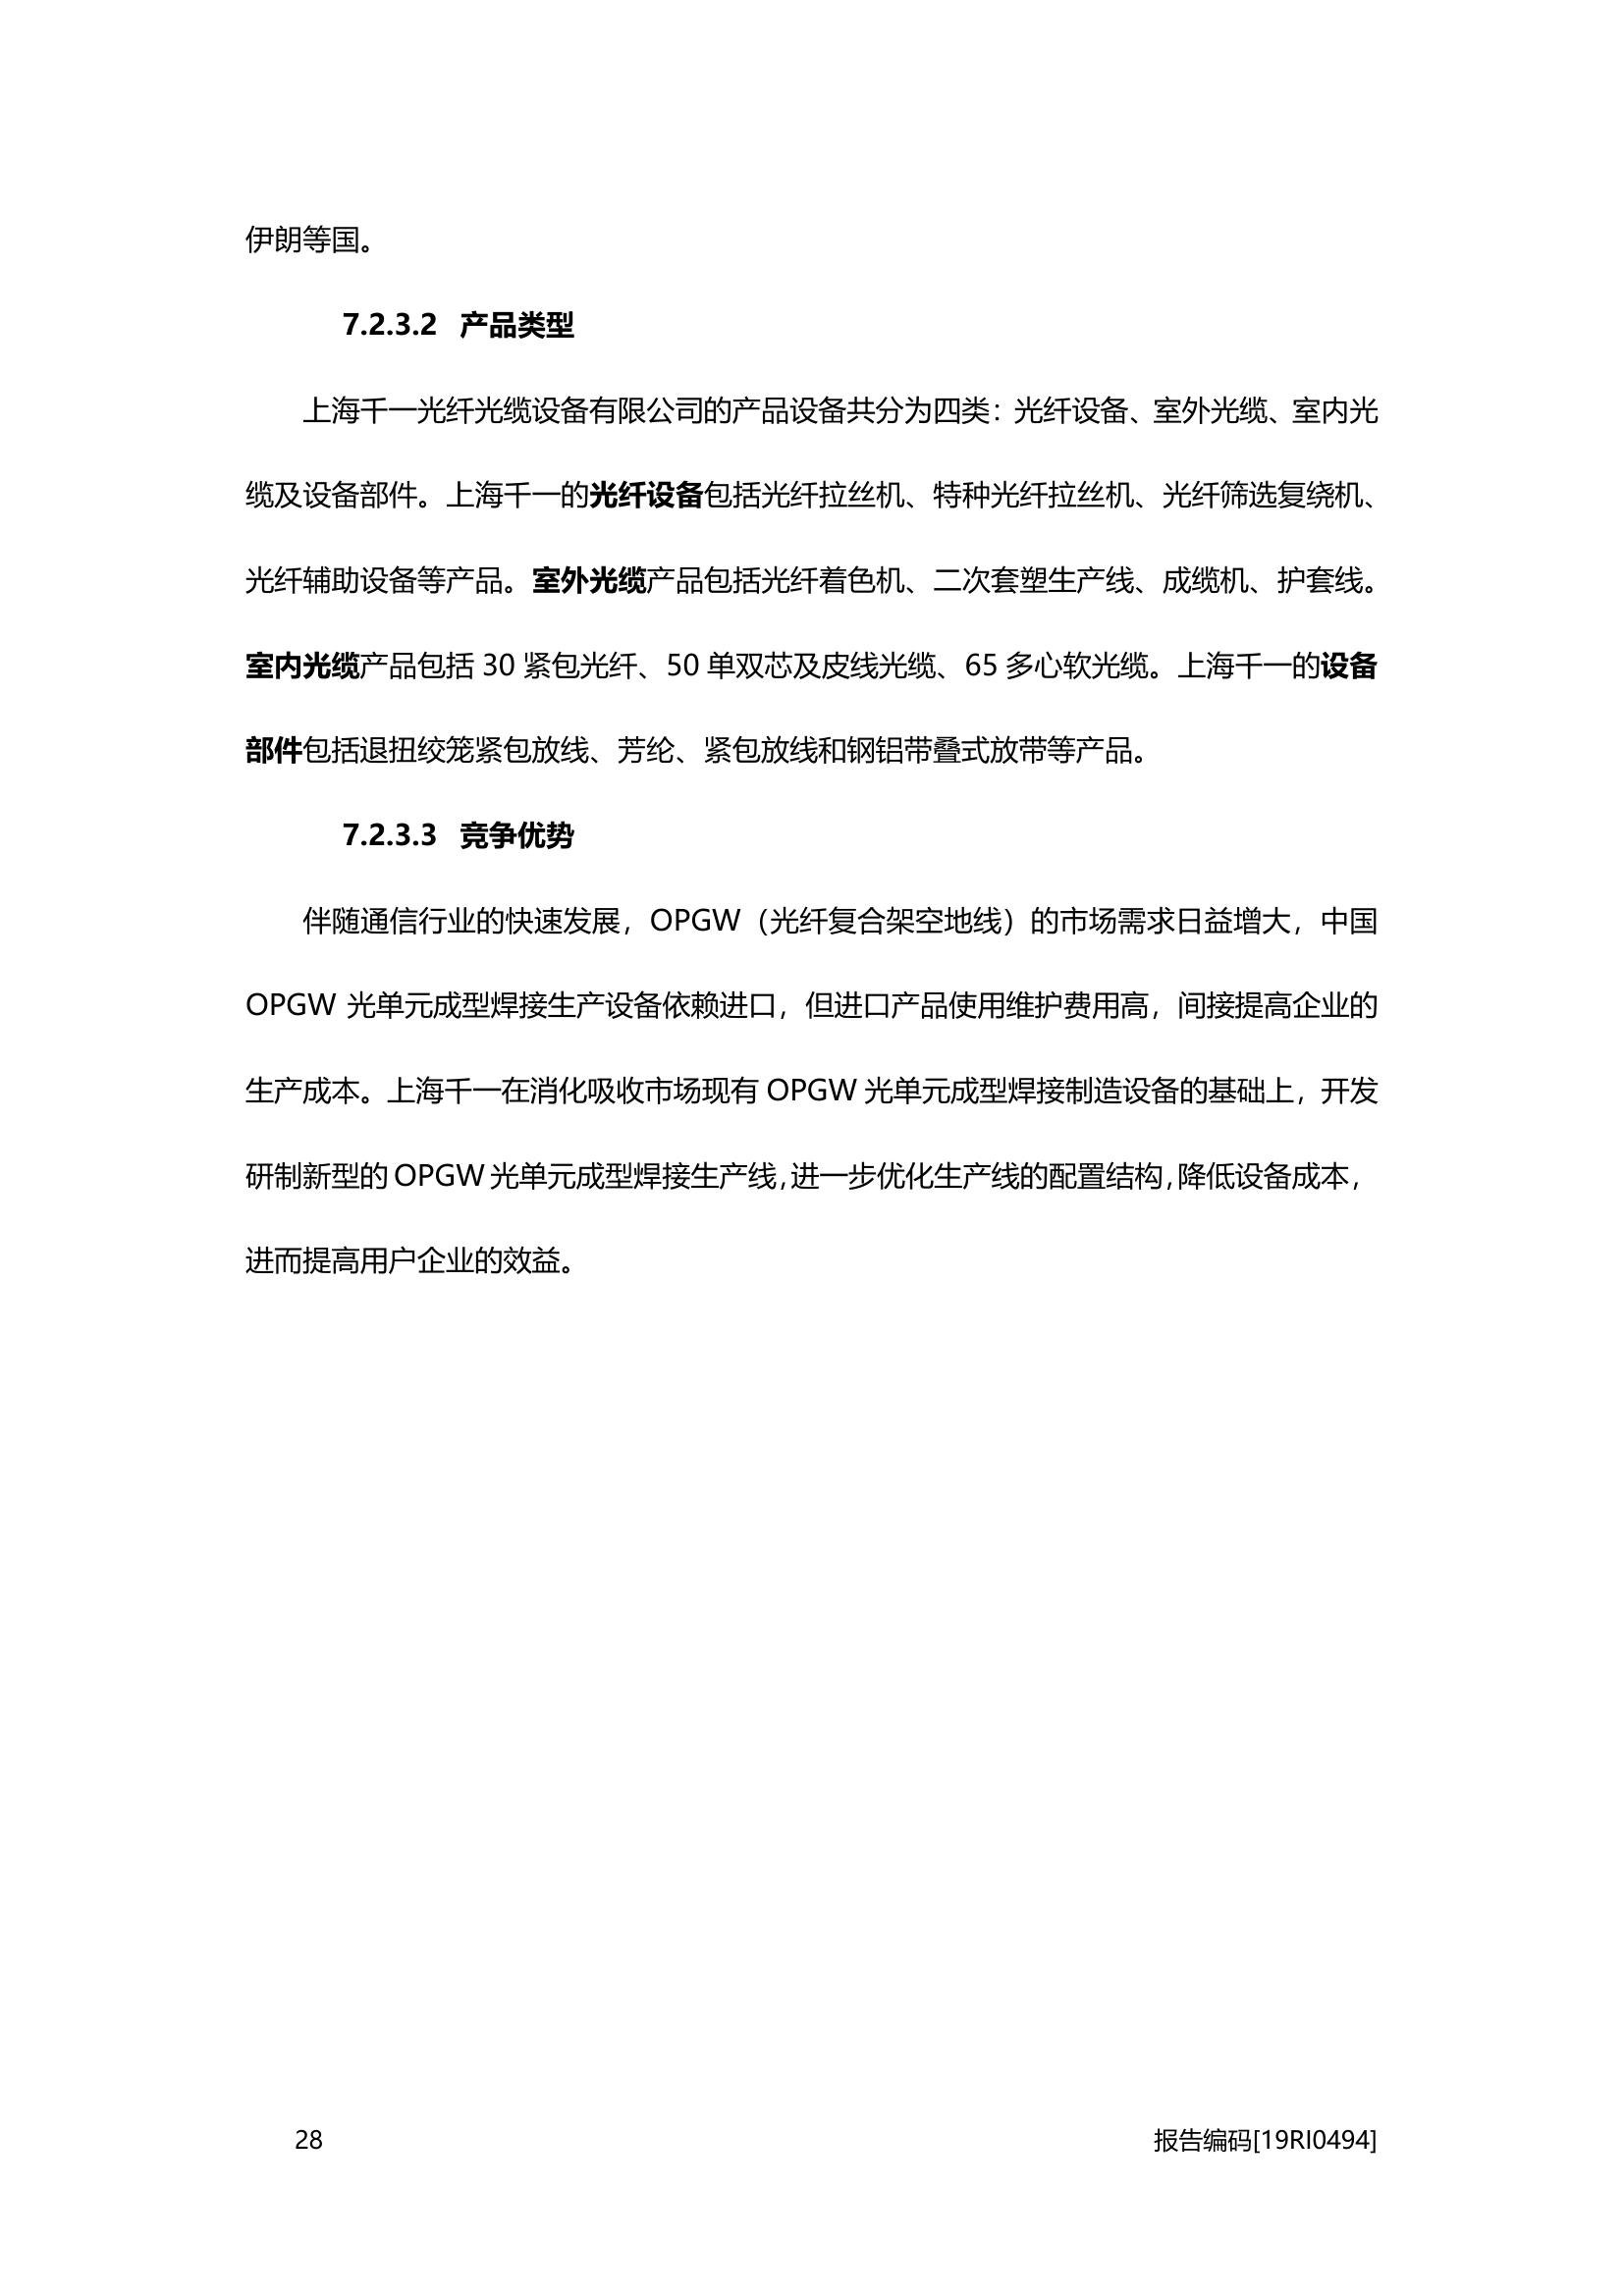 伊朗等国。
7.2.3.2 产品类型
上海千一光纤光缆设备有限公司的产品设备共分为四类：光纤设备、室外光缆、室内光
缆及设备部件。上海千一的光纤设备包括光纤拉丝机、特种光纤拉丝机、光纤筛选复绕机、
光纤辅助设备等产品。室外光缆产品包括光纤着色机、二次套塑生产线、成缆机、护套线。
室内光缆产品包括 30 紧包光纤、50 单双芯及皮线光缆、65 多心软光缆。上海千一的设备
部件包括退扭绞笼紧包放线、芳纶、紧包放线和钢铝带叠式放带等产品。
7.2.3.3 竞争优势
伴随通信行业的快速发展，OPGW（光纤复合架空地线）的市场需求日益增大，中国
OPGW 光单元成型焊接生产设备依赖进口，但进口产品使用维护费用高，间接提高企业的
生产成本。上海千一在消化吸收市场现有 OPGW 光单元成型焊接制造设备的基础上，开发
研制新型的 OPGW 光单元成型焊接生产线，进一步优化生产线的配置结构，降低设备成本，
进而提高用户企业的效益。
28
报告编码[19RI0494]